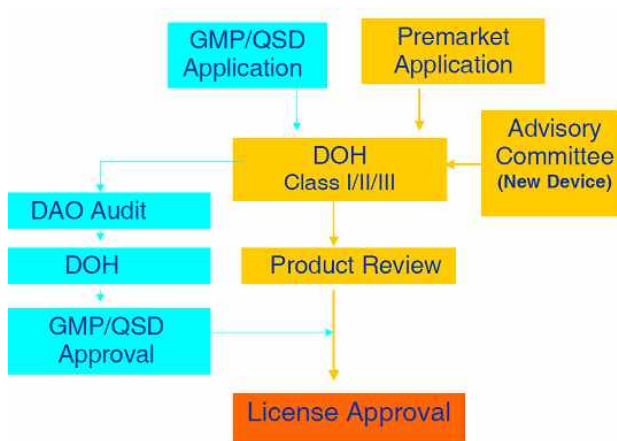 GMP/QSD
Application
Premarket
Application
DOH
Class I/II/III
Advisory
Committee
(New Device)
DAO Audit
DOH
Product Review
GMP/QSD
Approval
License Approval